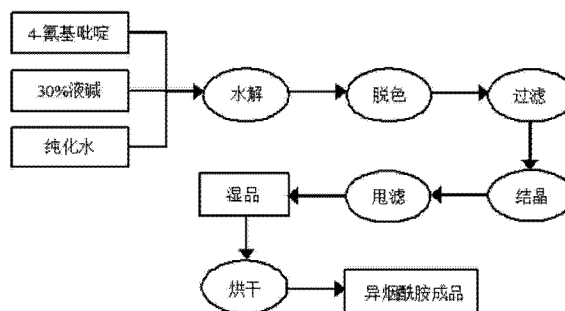 4-氰基吡啶
30%液碱
纯化水
水解
脱色
过滤
结晶
甩滤
湿品
烘干
异烟酰胺成品